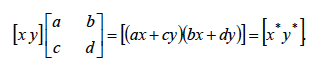 [x y][a b c d] = [(ax + cy)(bx + dy)] = [x* y*].